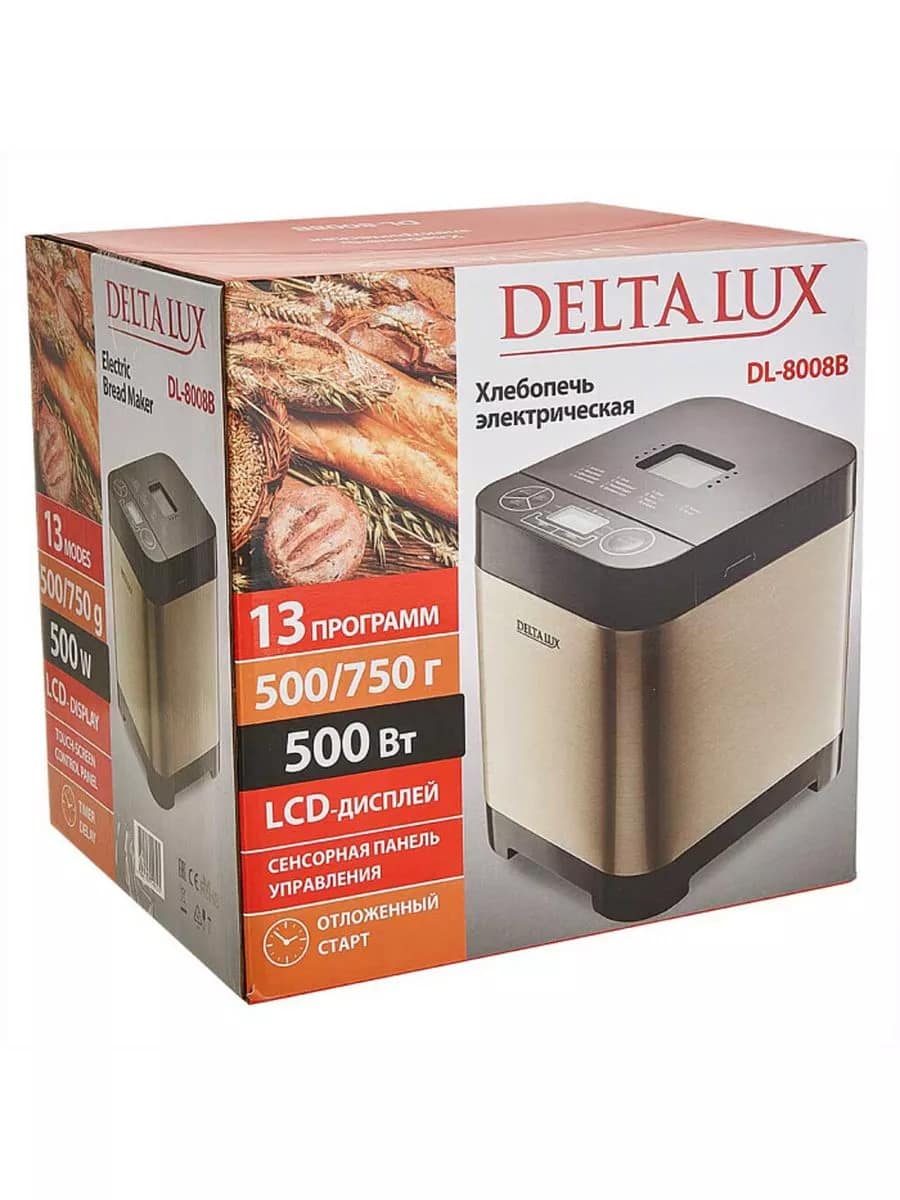 DL-8008B
Хлебопечь
электрическая
DELTA LUX
Electric
Bread Maker
DL-8008B
13 MODES
500/750 g
500 W
LCD-DISPLAY
TOUCH-SCREEN
CONTROL PANEL
TIMER
DELAY
DELTA LUX
DL-8008B
Хлебопечь
электрическая
DELTA LUX
13 ПРОГРАММ
500/750 г
500 Вт
LCD-ДИСПЛЕЙ
СЕНСОРНАЯ ПАНЕЛЬ
УПРАВЛЕНИЯ
ОТЛОЖЕННЫЙ
СТАРТ